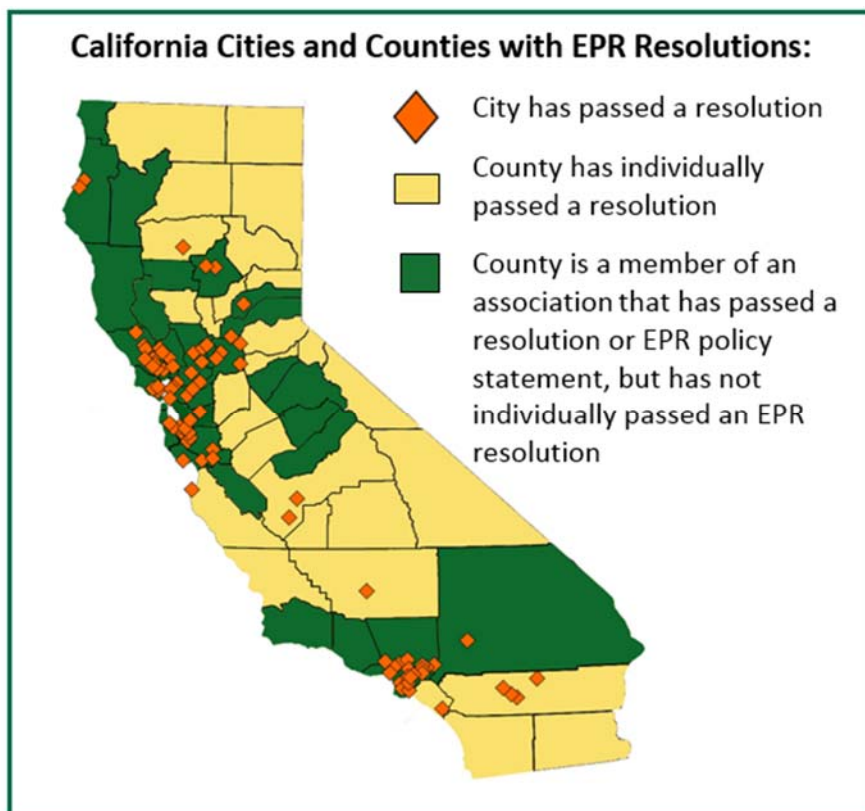 California Cities and Counties with EPR Resolutions:
City has passed a resolution
County has individually
passed a resolution
County is a member of an
association that has passed a
resolution or EPR policy
statement, but has not
individually passed an EPR
resolution